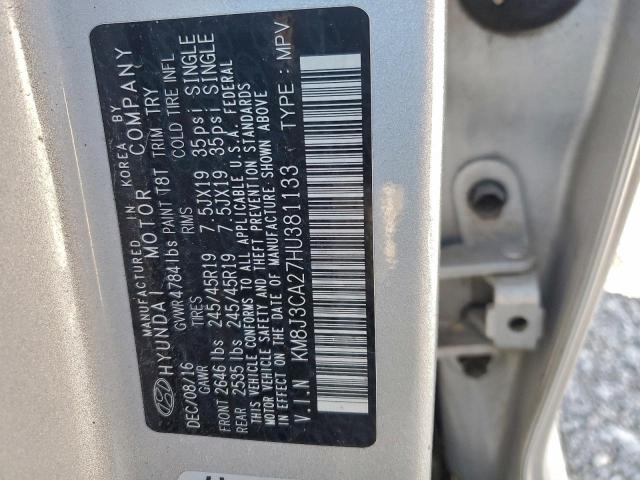 MANUFACTURED IN KOREA BY
HYUNDAI MOTOR COMPANY
DEC/08/16 GVWR 4784 lbs PAINT T8T TRIM TRY
GAWR TIRES RIMS COLD TIRE INFL
FRONT 2646 lbs 245/45R19 7.5JX19 35psi SINGLE
REAR 2535 lbs 245/45R19 7.5JX19 35psi SINGLE
THIS VEHICLE CONFORMS TO ALL APPLICABLE U.S.A. FEDERAL
MOTOR VEHICLE SAFETY AND THEFT PREVENTION STANDARDS
IN EFFECT ON THE DATE OF MANUFACTURE SHOWN ABOVE
V.I.N KM8J3CA27HU381133 TYPE : MPV